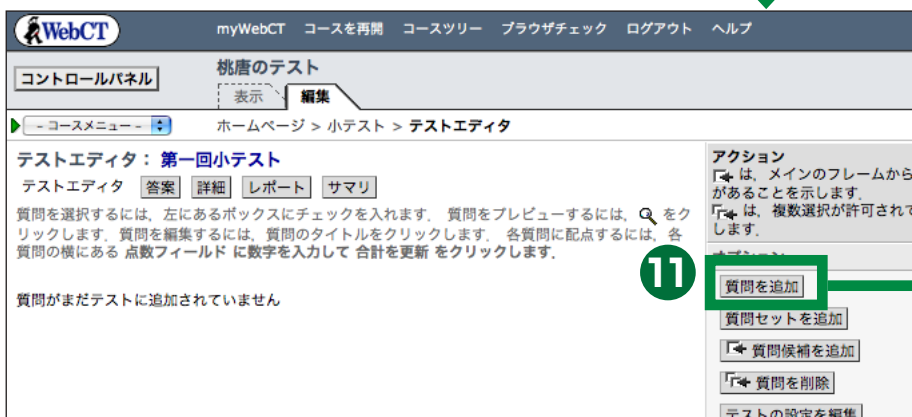 WebCT
myWebCT コースを再開 コースツリー ブラウザチェック ログアウト ヘルプ
コントロールパネル
桃唐のテスト
表示 編集
- コースメニュー -
ホームページ > 小テスト > テストエディタ
テストエディタ： 第一回小テスト
テストエディタ 答案 詳細 レポート サマリ
質問を選択するには，左にあるボックスにチェックを入れます． 質問をプレビューするには， をク
リックします．質問を編集するには，質問のタイトルをクリックします． 各質問に配点するには，各
質問の横にある 点数フィールド に数字を入力して 合計を更新 をクリックします．
質問がまだテストに追加されていません
アクション
は，メインのフレームから
があることを示します．
は，複数選択が許可されて
します．
オプション
11
質問を追加
質問セットを追加
質問候補を追加
質問を削除
テストの設定を編集